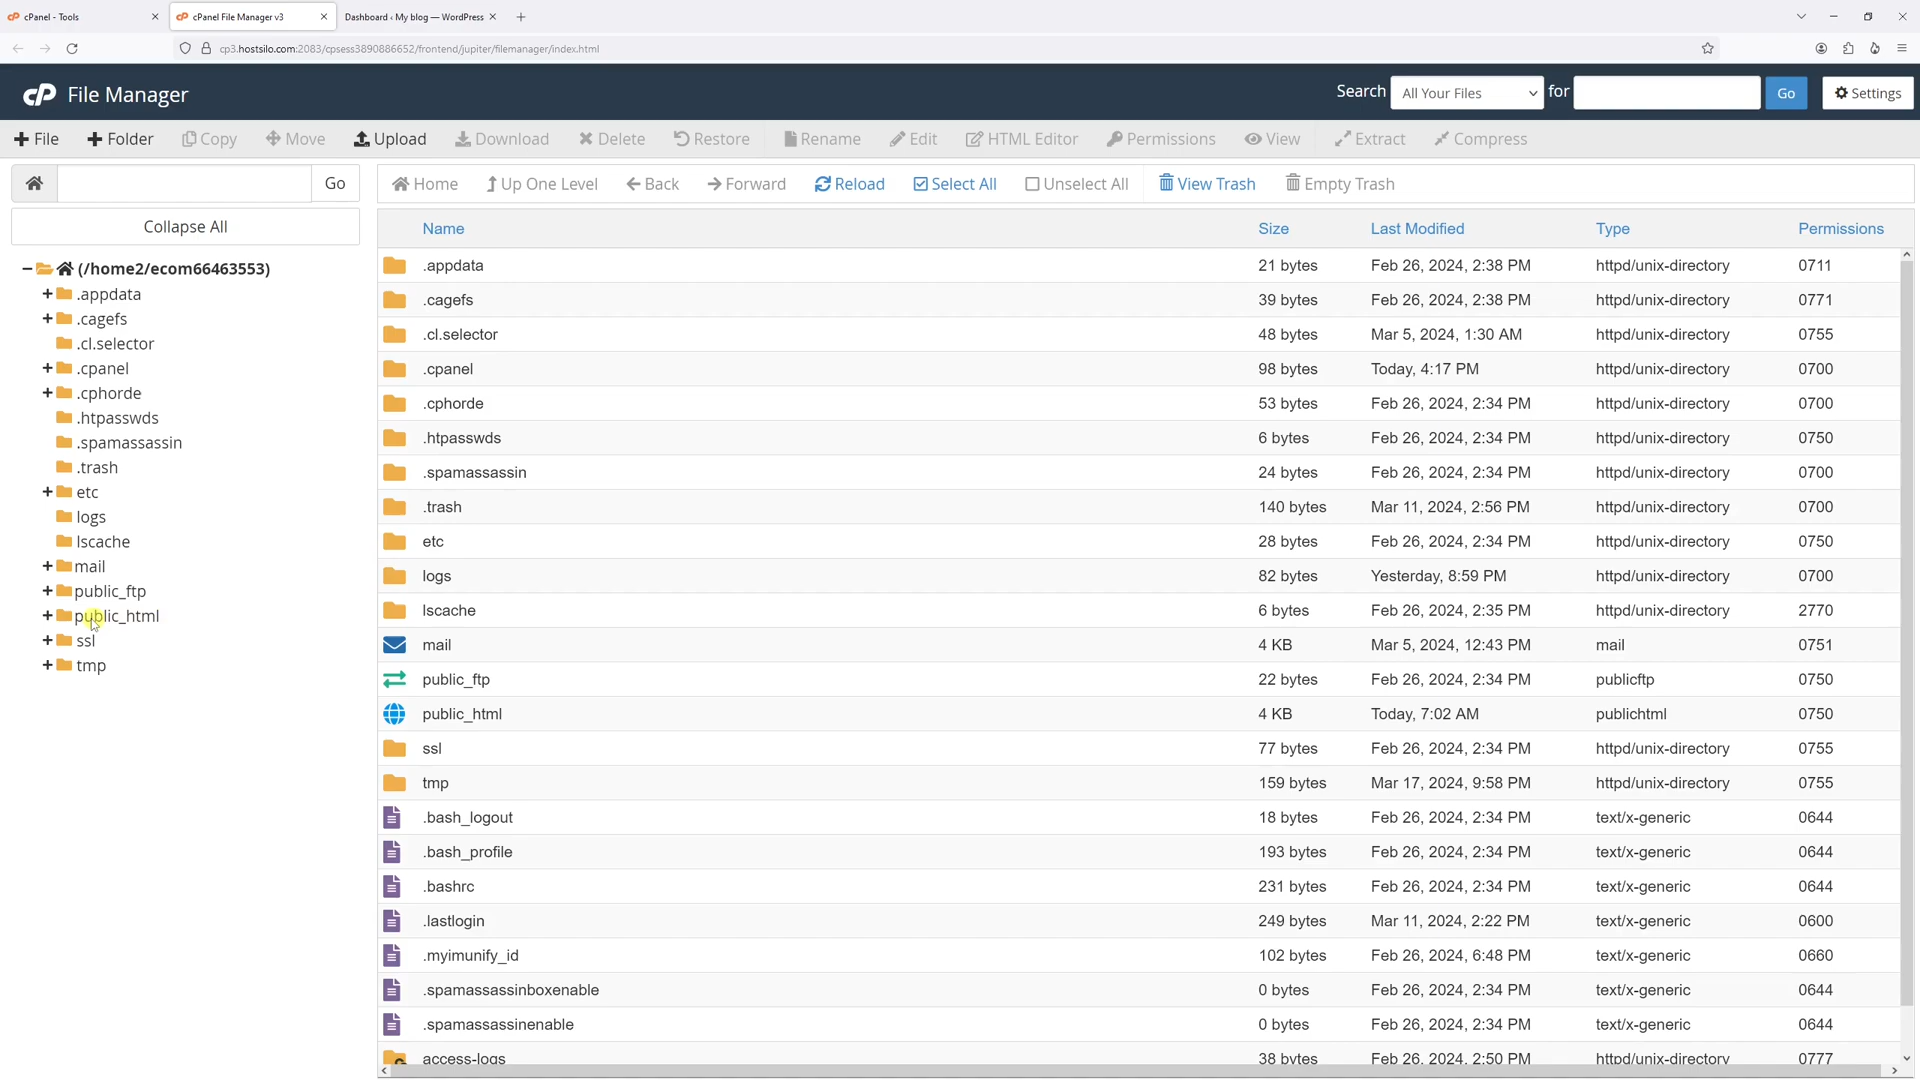 cPanel - Tools
cPanel File Manager v3
Dashboard ‹ My blog — WordPress
cp3.hostsilo.com:2083/cpsess3890886652/frontend/jupiter/filemanager/index.html
cP File Manager
Search All Your Files for Go Settings
File Folder Copy Move Upload Download Delete Restore Rename Edit HTML Editor Permissions View Extract Compress
Go
Home Up One Level Back Forward Reload Select All Unselect All View Trash Empty Trash
Collapse All
(/home2/ecom66463553)
.appdata
.cagefs
.cl.selector
.cpanel
.cphorde
.htpasswds
.spamassassin
.trash
etc
logs
lscache
mail
public_ftp
public_html
ssl
tmp
Name Size Last Modified Type Permissions
.appdata 21 bytes Feb 26, 2024, 2:38 PM httpd/unix-directory 0711
.cagefs 39 bytes Feb 26, 2024, 2:38 PM httpd/unix-directory 0771
.cl.selector 48 bytes Mar 5, 2024, 1:30 AM httpd/unix-directory 0755
.cpanel 98 bytes Today, 4:17 PM httpd/unix-directory 0700
.cphorde 53 bytes Feb 26, 2024, 2:34 PM httpd/unix-directory 0700
.htpasswds 6 bytes Feb 26, 2024, 2:34 PM httpd/unix-directory 0750
.spamassassin 24 bytes Feb 26, 2024, 2:34 PM httpd/unix-directory 0700
.trash 140 bytes Mar 11, 2024, 2:56 PM httpd/unix-directory 0700
etc 28 bytes Feb 26, 2024, 2:34 PM httpd/unix-directory 0750
logs 82 bytes Yesterday, 8:59 PM httpd/unix-directory 0700
lscache 6 bytes Feb 26, 2024, 2:35 PM httpd/unix-directory 2770
mail 4 KB Mar 5, 2024, 12:43 PM mail 0751
public_ftp 22 bytes Feb 26, 2024, 2:34 PM publicftp 0750
public_html 4 KB Today, 7:02 AM publichtml 0750
ssl 77 bytes Feb 26, 2024, 2:34 PM httpd/unix-directory 0755
tmp 159 bytes Mar 17, 2024, 9:58 PM httpd/unix-directory 0755
.bash_logout 18 bytes Feb 26, 2024, 2:34 PM text/x-generic 0644
.bash_profile 193 bytes Feb 26, 2024, 2:34 PM text/x-generic 0644
.bashrc 231 bytes Feb 26, 2024, 2:34 PM text/x-generic 0644
.lastlogin 249 bytes Mar 11, 2024, 2:22 PM text/x-generic 0600
.myimunify_id 102 bytes Feb 26, 2024, 6:48 PM text/x-generic 0660
.spamassassinboxenable 0 bytes Feb 26, 2024, 2:34 PM text/x-generic 0644
.spamassassinenable 0 bytes Feb 26, 2024, 2:34 PM text/x-generic 0644
access-logs 38 bytes Feb 26, 2024, 2:50 PM httpd/unix-directory 0777